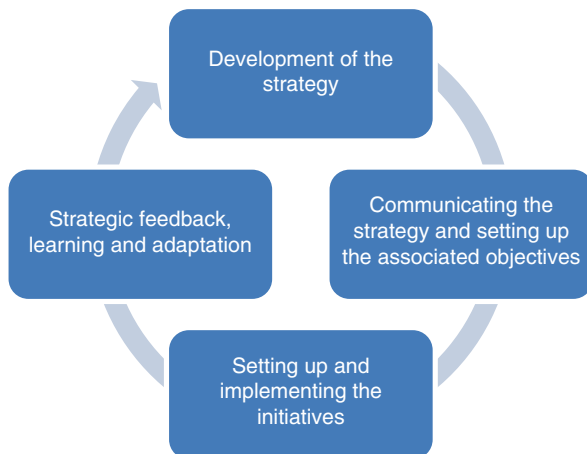 Development of the
strategy
Communicating the
strategy and setting up
the associated objectives
Setting up and
implementing the
initiatives
Strategic feedback,
learning and adaptation